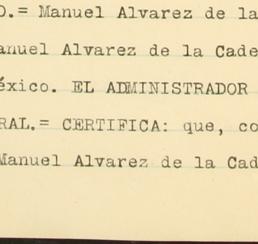 O.= Manuel Alvarez de la
anuel Alvarez de la Cade
éxico. EL ADMINISTRADOR
RAL.= CERTIFICA: que, co
Manuel Alvarez de la Cad